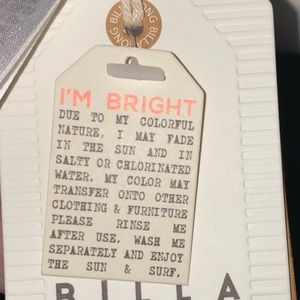 BILLABONG BILLABONG
I'M BRIGHT
DUE TO MY COLORFUL
NATURE, I MAY FADE
IN THE SUN AND IN
SALTY OR CHLORINATED
WATER. MY COLOR MAY
TRANSFER ONTO OTHER
CLOTHING & FURNITURE
PLEASE RINSE ME
AFTER USE. WASH ME
SEPARATELY AND ENJOY
THE SUN & SURF.
BILLA